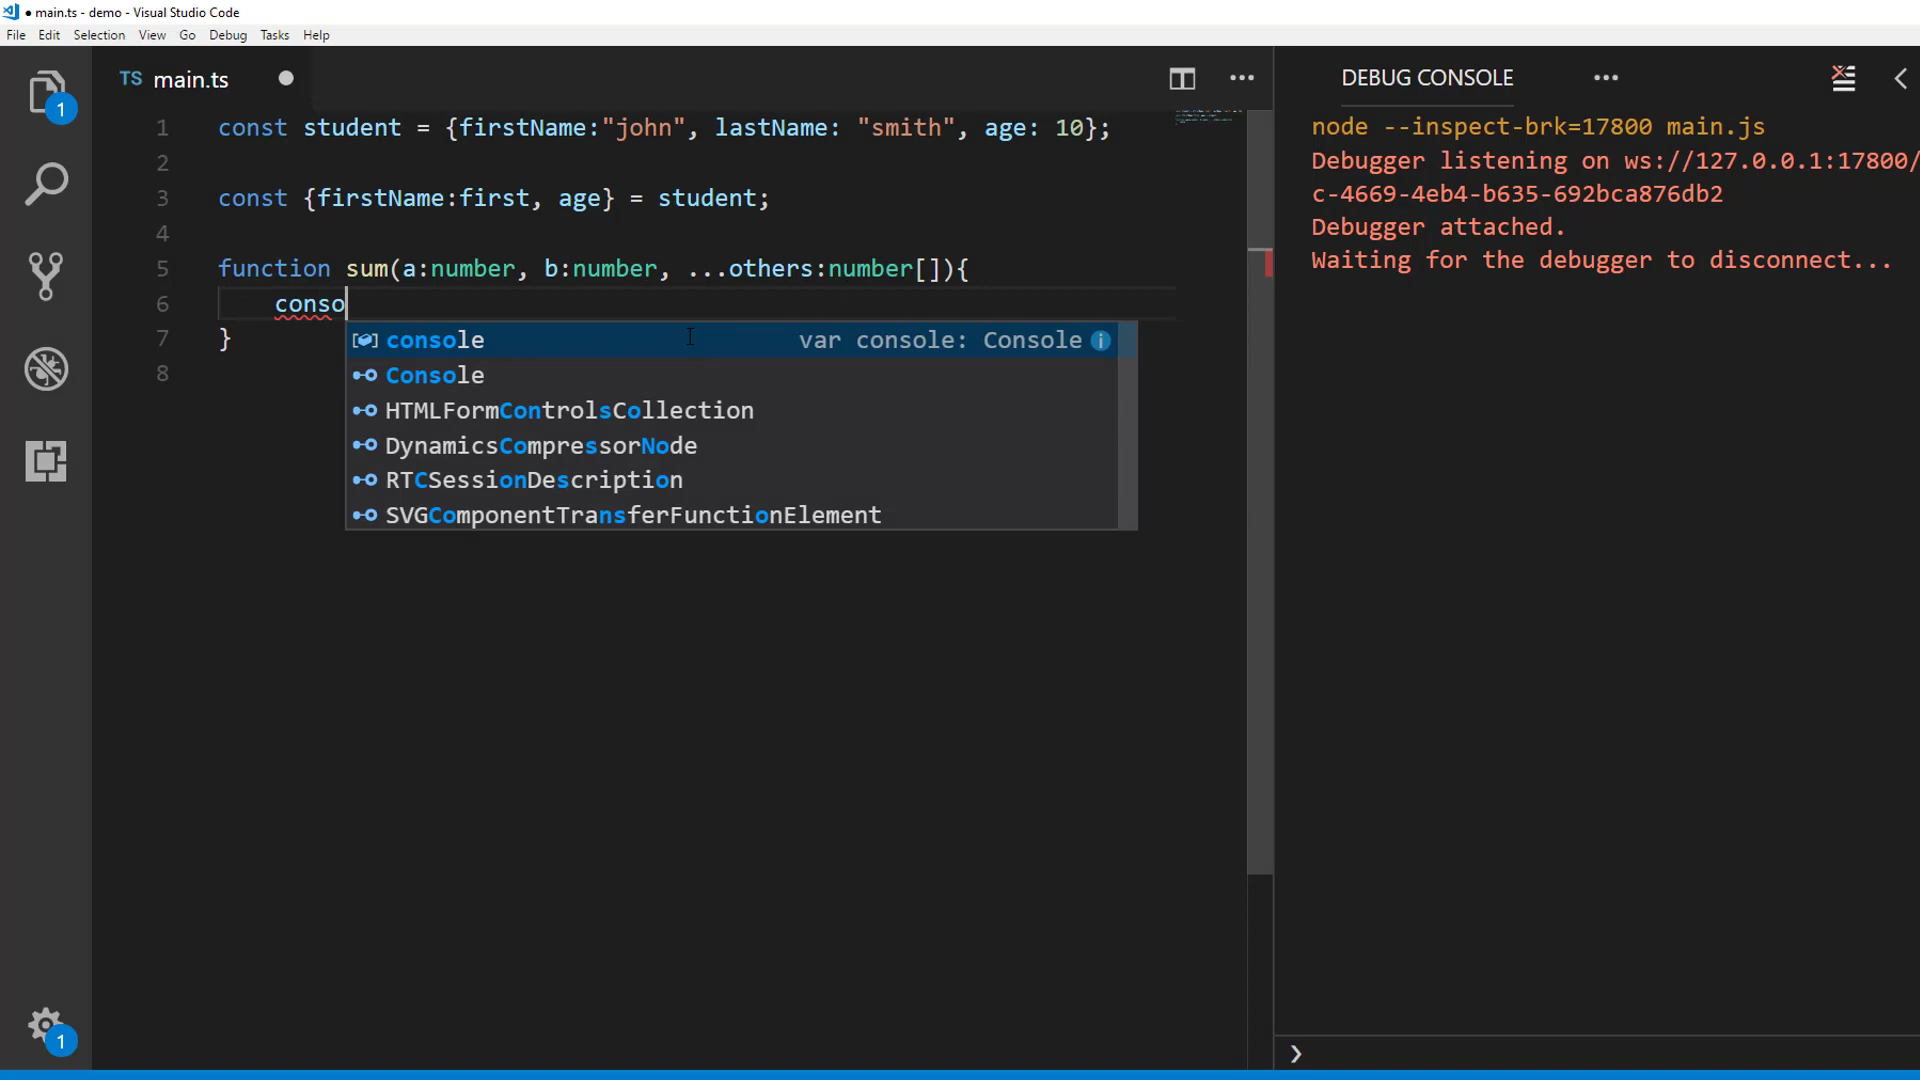 ● main.ts - demo - Visual Studio Code
File Edit Selection View Go Debug Tasks Help
1
TS main.ts
1 const student = {firstName:"john", lastName: "smith", age: 10};
2
3 const {firstName:first, age} = student;
4
5 function sum(a:number, b:number, ...others:number[]){
6 conso
7 }
8
console var console: Console i
Console
HTMLFormControlsCollection
DynamicsCompressorNode
RTCSessionDescription
SVGComponentTransferFunctionElement
1
DEBUG CONSOLE
node --inspect-brk=17800 main.js
Debugger listening on ws://127.0.0.1:17800/
c-4669-4eb4-b635-692bca876db2
Debugger attached.
Waiting for the debugger to disconnect...